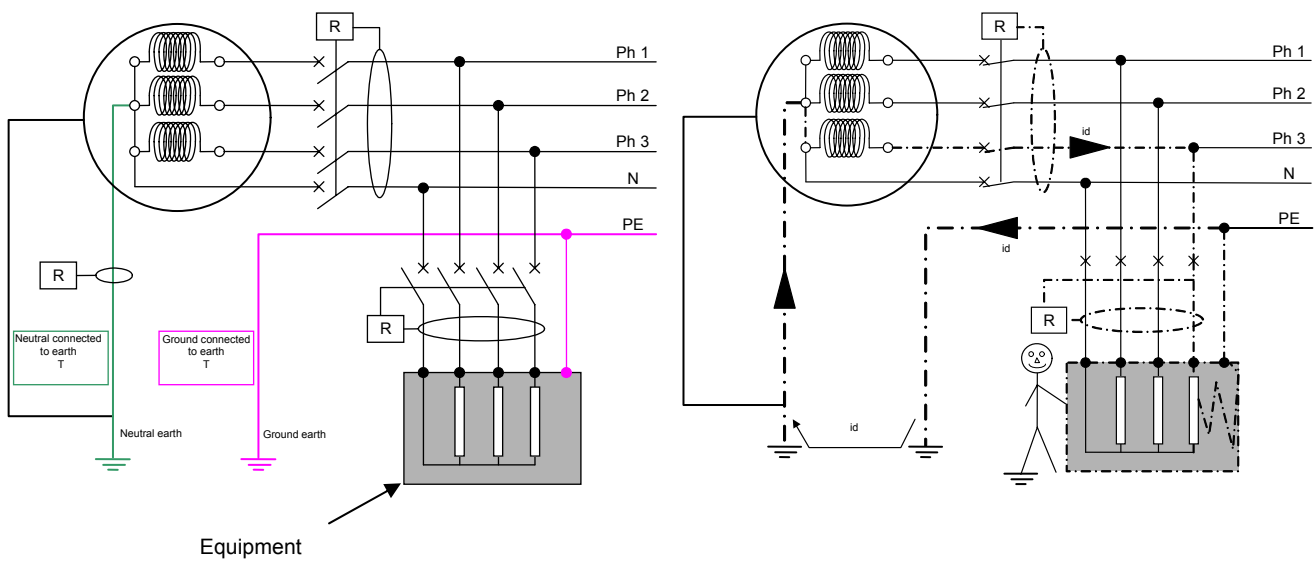 R
Ph 1
Ph 2
Ph 3
N
PE
R
Neutral connected
to earth
T
Ground connected
to earth
T
R
Neutral earth
Ground earth
Equipment
R
Ph 1
Ph 2
id
Ph 3
N
PE
id
R
id